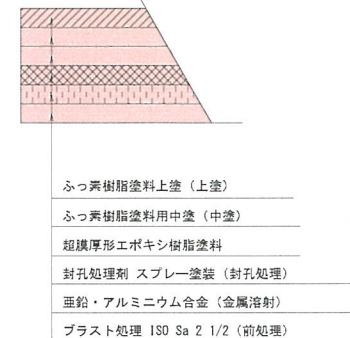 ふっ素樹脂塗料上塗（上塗）
ふっ素樹脂塗料用中塗（中塗）
超膜厚形エポキシ樹脂塗料
封孔処理剤 スプレー塗装（封孔処理）
亜鉛・アルミニウム合金（金属溶射）
ブラスト処理 ISO Sa 2 1/2（前処理）